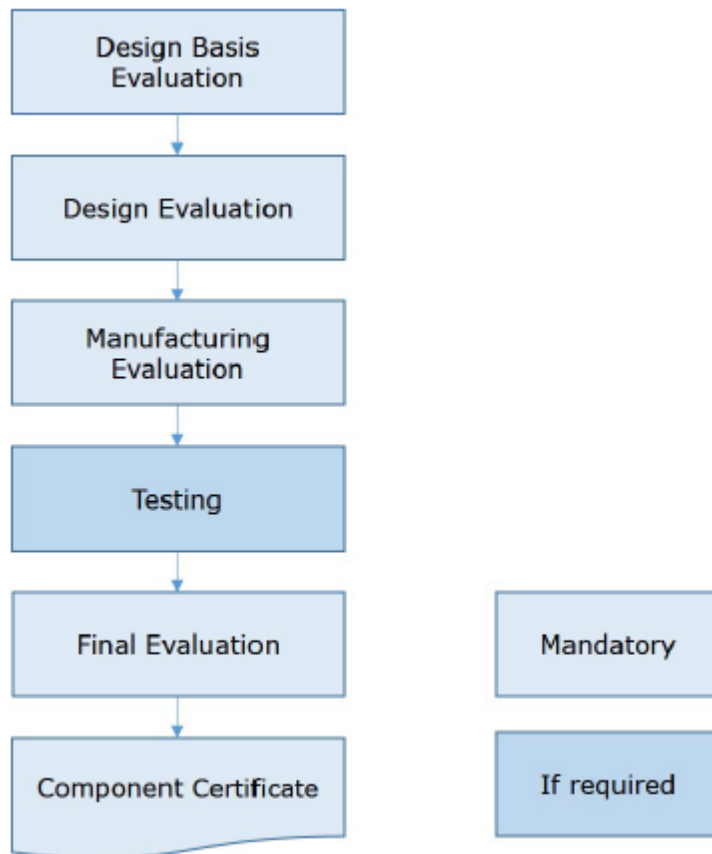 Design Basis
Evaluation
Design Evaluation
Manufacturing
Evaluation
Testing
Final Evaluation
Mandatory
Component Certificate
If required